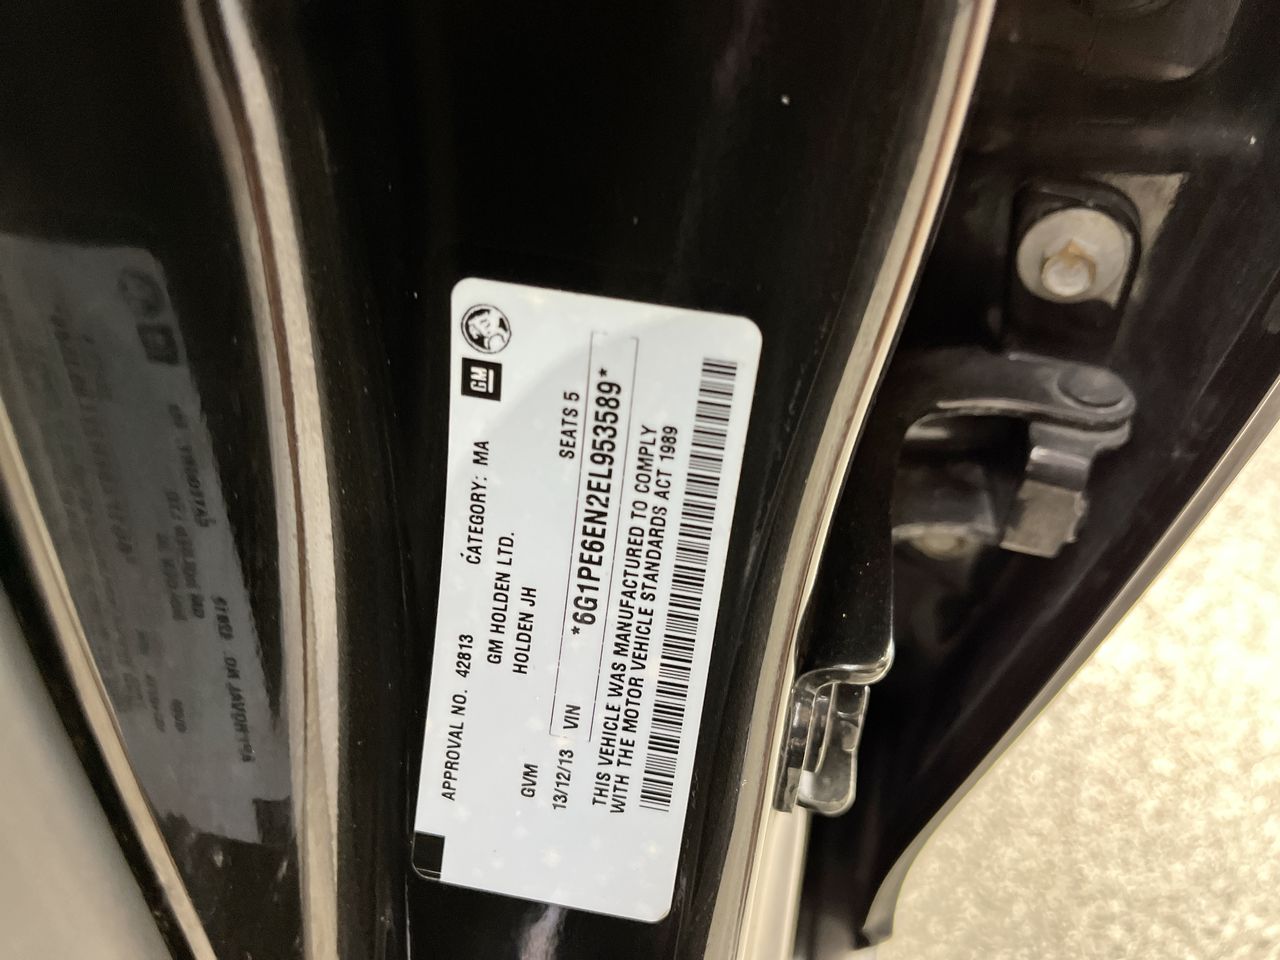 APPROVAL NO. 42813 CATEGORY: MA
GM
GM HOLDEN LTD.
HOLDEN JH
GVM
13/12/13 SEATS 5
VIN *6G1PE6EN2EL953589*
THIS VEHICLE WAS MANUFACTURED TO COMPLY
WITH THE MOTOR VEHICLE STANDARDS ACT 1989